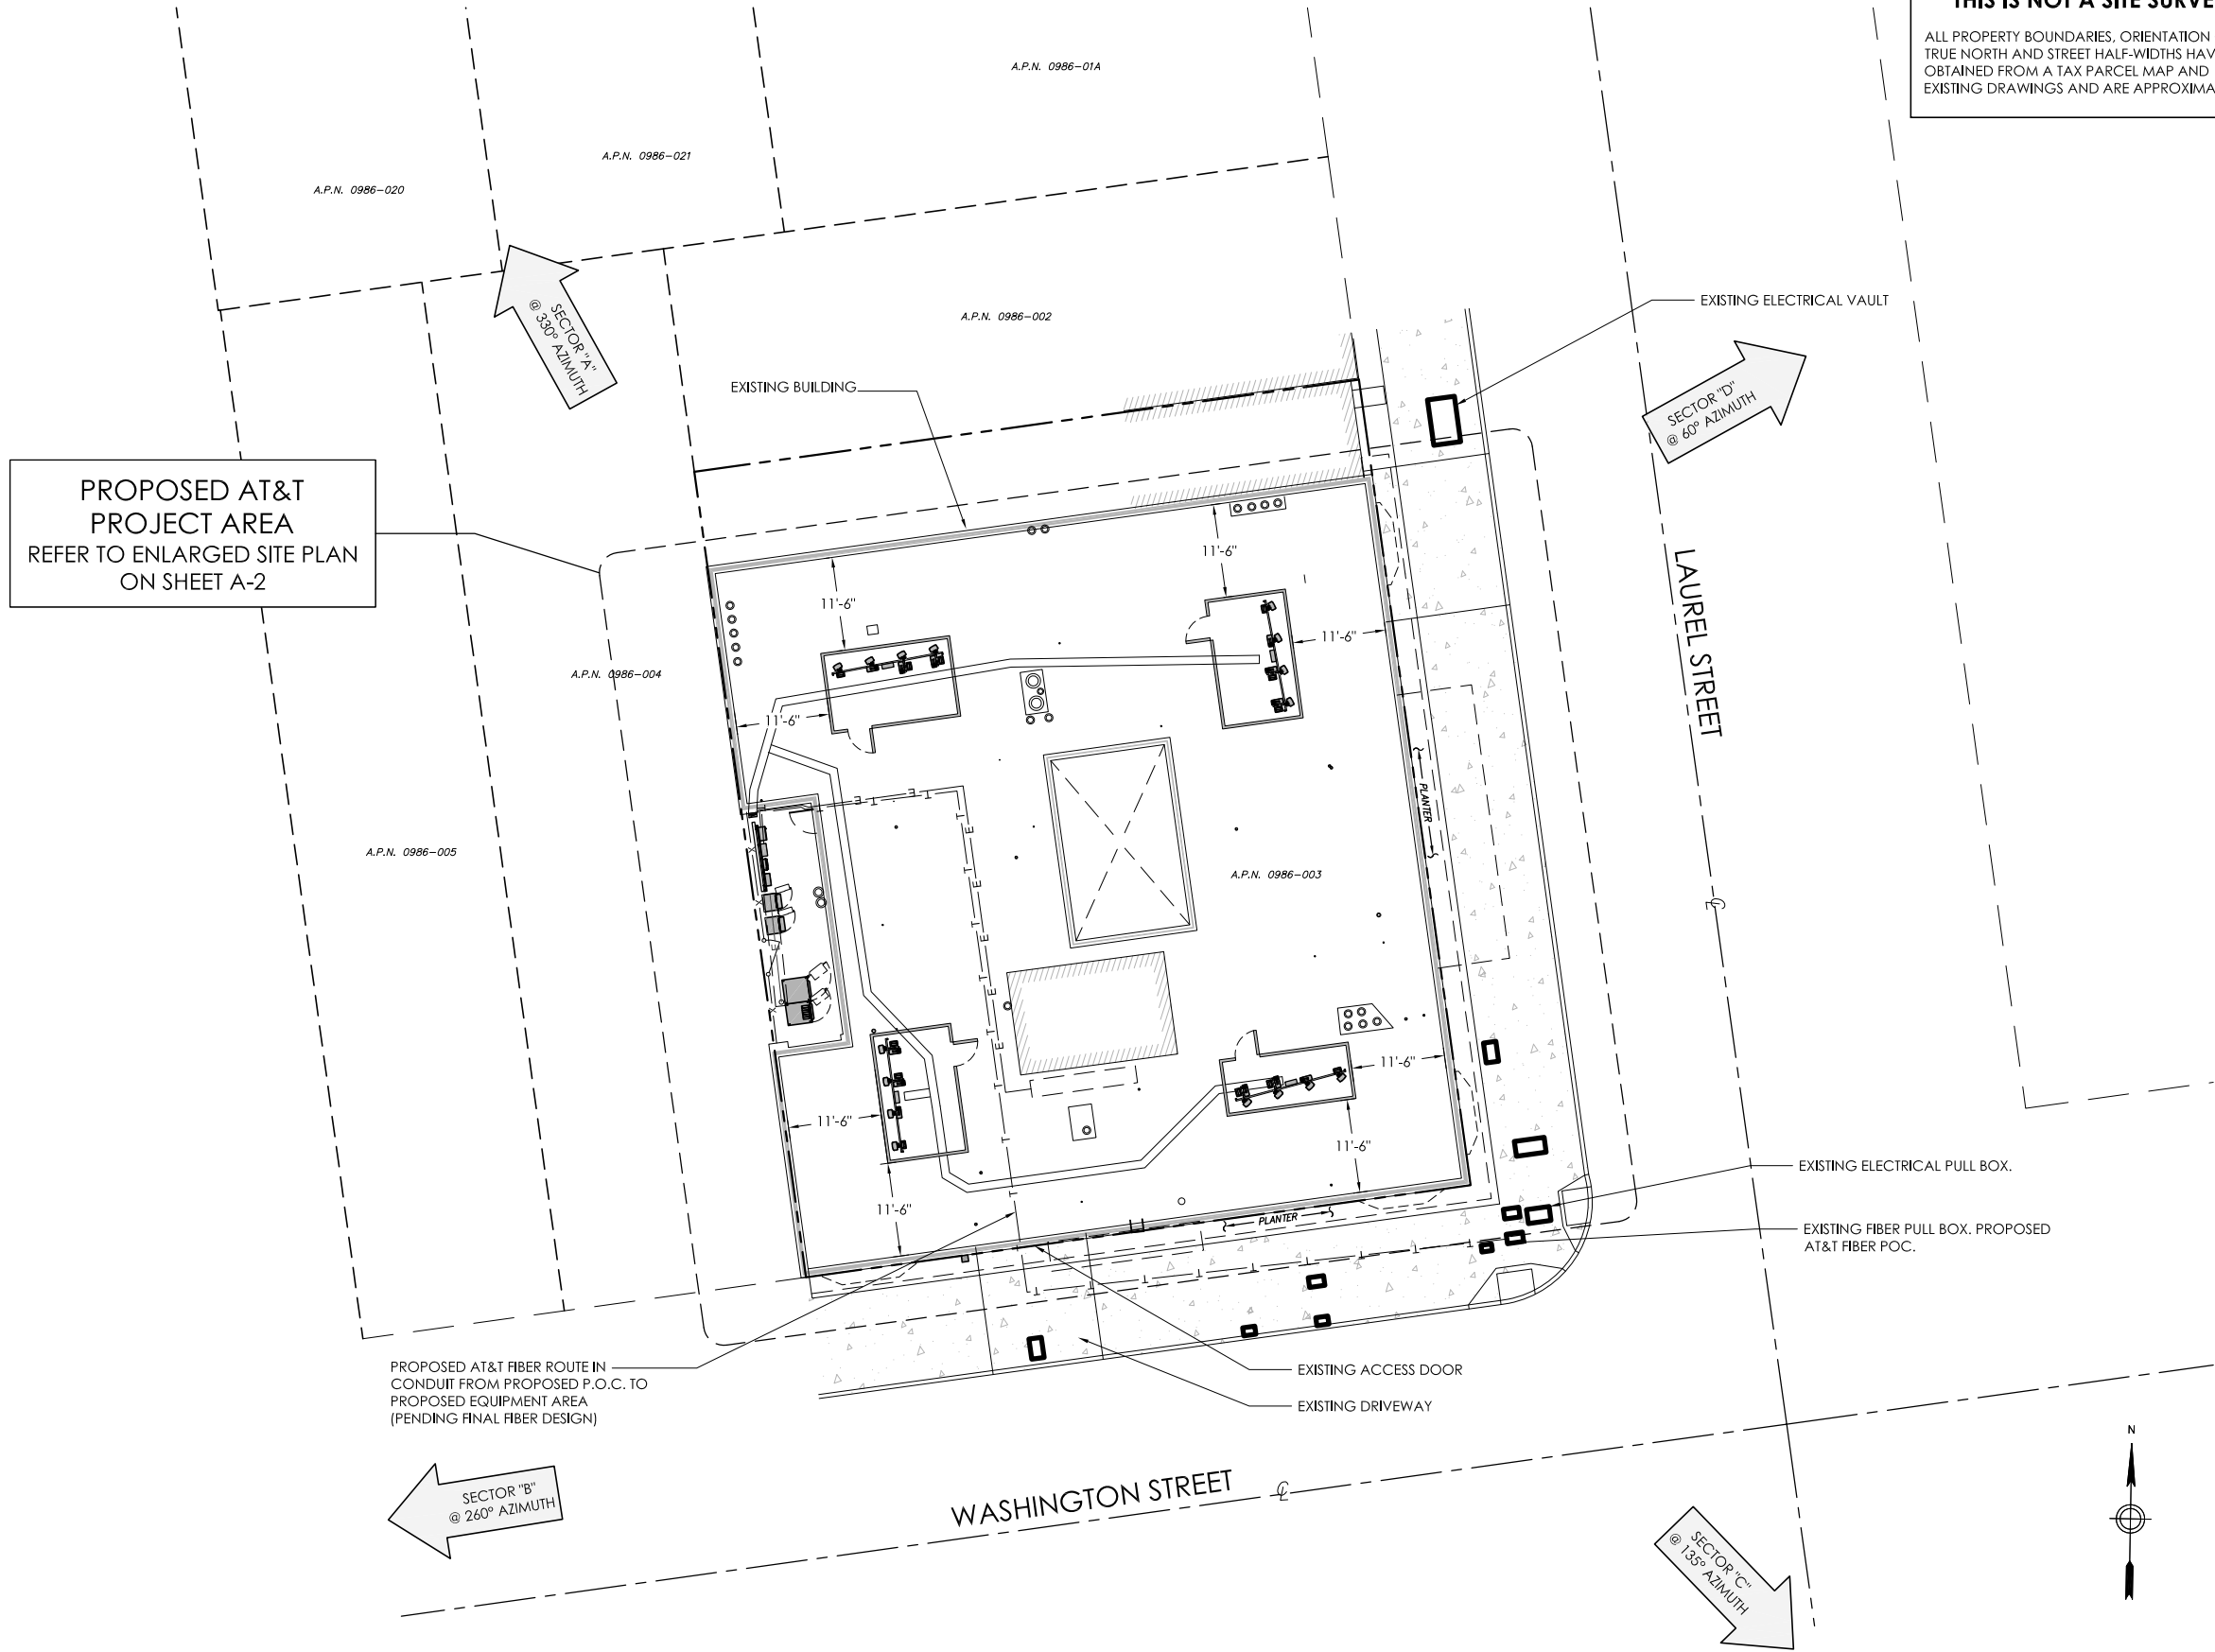 THIS IS NOT A SITE
ALL PROPERTY BOUNDARIES, ORIENTATION
TRUE NORTH AND STREET HALF-WIDTHS
OBTAINED FROM A TAX PARCEL MAP AND
EXISTING DRAWINGS AND ARE
A.P.N. 0986-01A
A.P.N. 0986-021
A.P.N. 0986-020
A.P.N. 0986-002
SECTOR "A"
@ 330° AZIMUTH
EXISTING ELECTRICAL VAULT
EXISTING BUILDING
SECTOR "D"
@ 60° AZIMUTH
PROPOSED AT&T
PROJECT AREA
REFER TO ENLARGED SITE PLAN
ON SHEET A-2
11'-6"
11'-6"
11'-6"
11'-6"
LAUREL STREET
A.P.N. 0986-004
A.P.N. 0986-005
A.P.N. 0986-003
PLANTER
T E T E
T E T E T E T E T E T E T
11'-6"
11'-6"
11'-6"
11'-6"
PLANTER
EXISTING ELECTRICAL PULL BOX.
EXISTING FIBER PULL BOX. PROPOSED
AT&T FIBER POC.
PROPOSED AT&T FIBER ROUTE IN
CONDUIT FROM PROPOSED P.O.C. TO
PROPOSED EQUIPMENT AREA
(PENDING FINAL FIBER DESIGN)
EXISTING ACCESS DOOR
EXISTING DRIVEWAY
SECTOR "B"
@ 260° AZIMUTH
WASHINGTON STREET
SECTOR "C"
@ 135° AZIMUTH
N